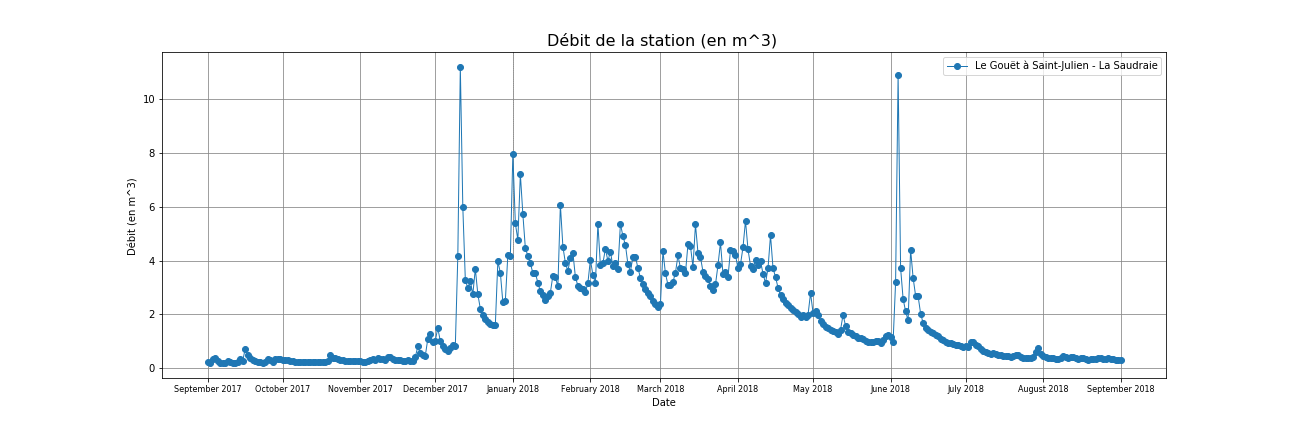 Débit de la station (en m^3)
Le Gouët à Saint-Julien - La Saudraie
Débit (en m^3)
10
8
6
4
2
0
September 2017 October 2017 November 2017 December 2017 January 2018 February 2018 March 2018 April 2018 May 2018 June 2018 July 2018 August 2018 September 2018
Date